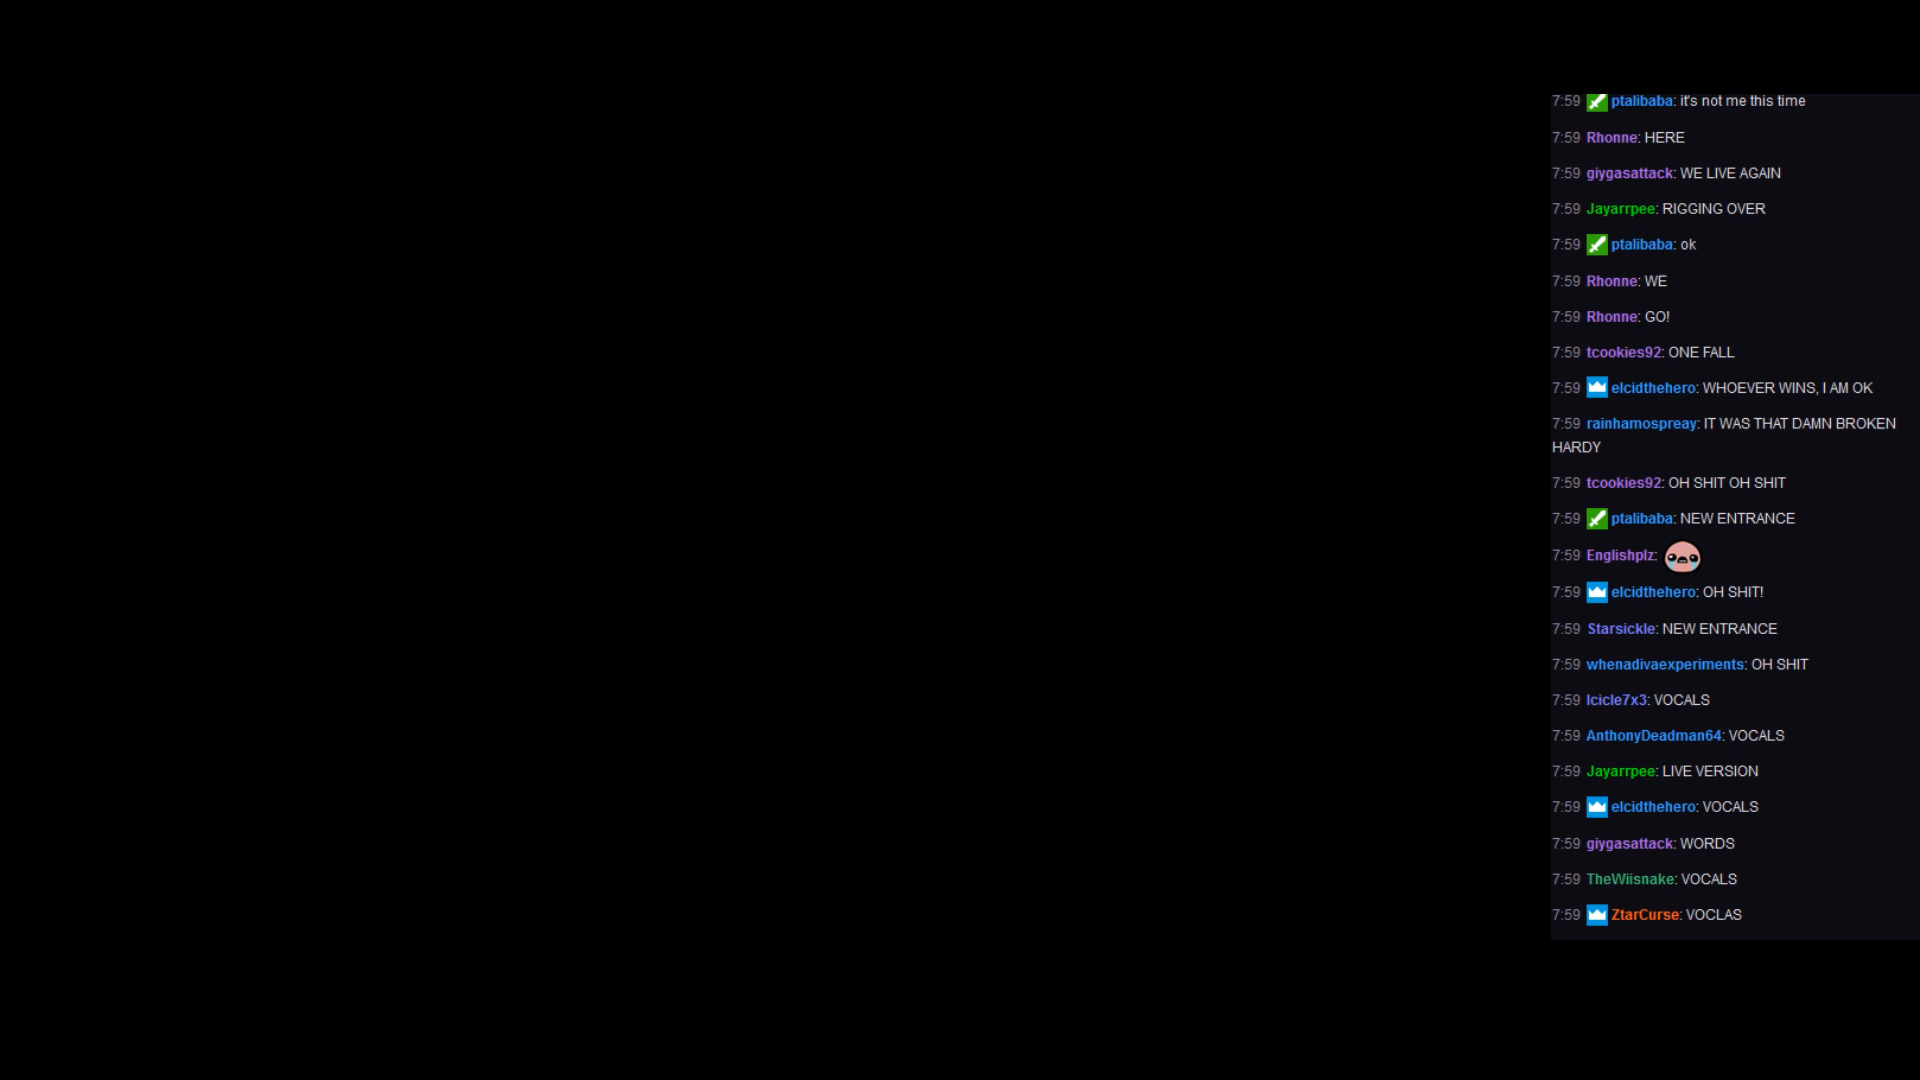 7:59 ptalibaba: it's not me this time
7:59 Rhonne: HERE
7:59 giygasattack: WE LIVE AGAIN
7:59 Jayarrpee: RIGGING OVER
7:59 ptalibaba: ok
7:59 Rhonne: WE
7:59 Rhonne: GO!
7:59 tcookies92: ONE FALL
7:59 elcidthehero: WHOEVER WINS, I AM OK
7:59 rainhamospreay: IT WAS THAT DAMN BROKEN
HARDY
7:59 tcookies92: OH SHIT OH SHIT
7:59 ptalibaba: NEW ENTRANCE
7:59 Englishplz:
7:59 elcidthehero: OH SHIT!
7:59 Starsickle: NEW ENTRANCE
7:59 whenadivaexperiments: OH SHIT
7:59 Icicle7x3: VOCALS
7:59 AnthonyDeadman64: VOCALS
7:59 Jayarrpee: LIVE VERSION
7:59 elcidthehero: VOCALS
7:59 giygasattack: WORDS
7:59 TheWiisnake: VOCALS
7:59 ZtarCurse: VOCLAS